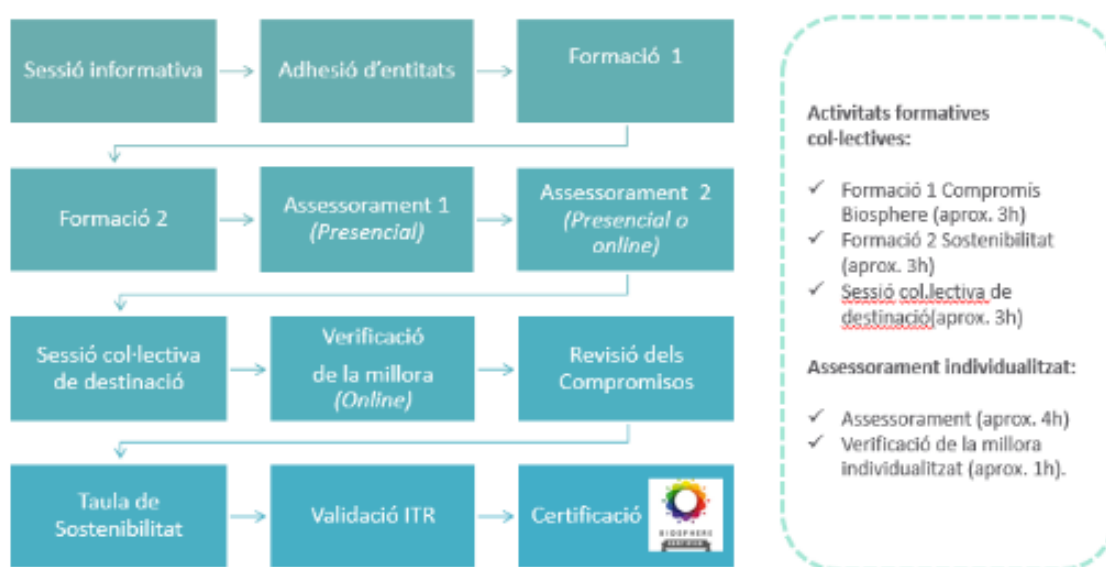 Sessió informativa
Adhesió d'entitats
Formació 1
Formació 2
Assessorament 1
(Presencial)
Assessorament 2
(Presencial o
online)
Sessió col·lectiva
de destinació
Verificació
de la millora
(Online)
Revisió dels
Compromisos
Taula de
Sostenibilitat
Validació ITR
Certificació
BIOSPHERE
Activitats formatives
col·lectives:
✓ Formació 1 Compromís
Biosphere (aprox. 3h)
✓ Formació 2 Sostenibilitat
(aprox. 3h)
✓ Sessió col.lectiva de
destinació(aprox. 3h)
Assessorament individualitzat:
✓ Assessorament (aprox. 4h)
✓ Verificació de la millora
individualitzat (aprox. 1h).